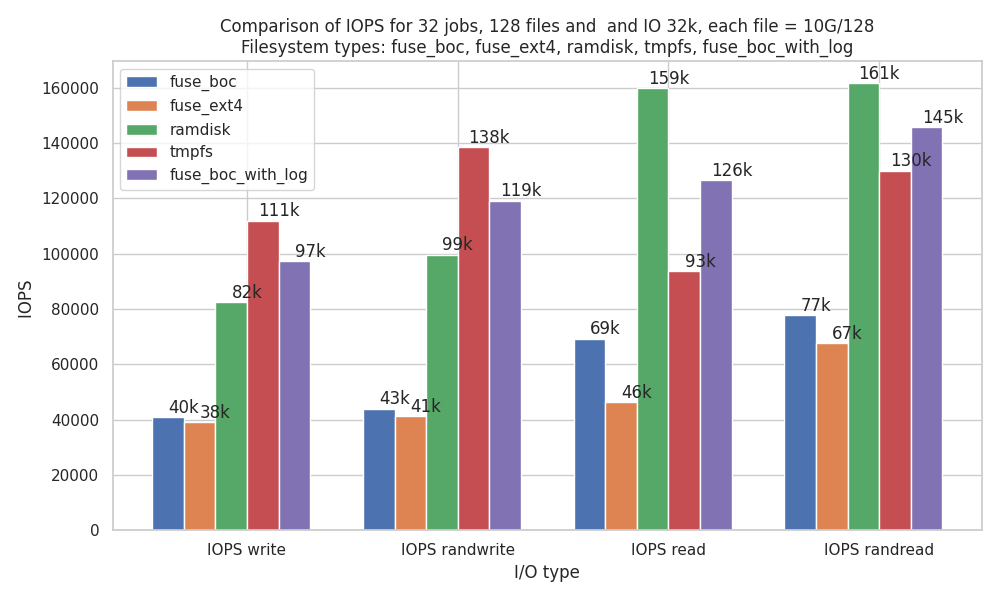 Comparison of IOPS for 32 jobs, 128 files and  and IO 32k, each file = 10G/128
Filesystem types: fuse_boc, fuse_ext4, ramdisk, tmpfs, fuse_boc_with_log
fuse_boc
fuse_ext4
ramdisk
tmpfs
fuse_boc_with_log
IOPS
160000
140000
120000
100000
80000
60000
40000
20000
0
40k
38k
82k
111k
97k
43k
41k
99k
138k
119k
69k
46k
159k
93k
126k
77k
67k
161k
130k
145k
IOPS write
IOPS randwrite
IOPS read
IOPS randread
I/O type